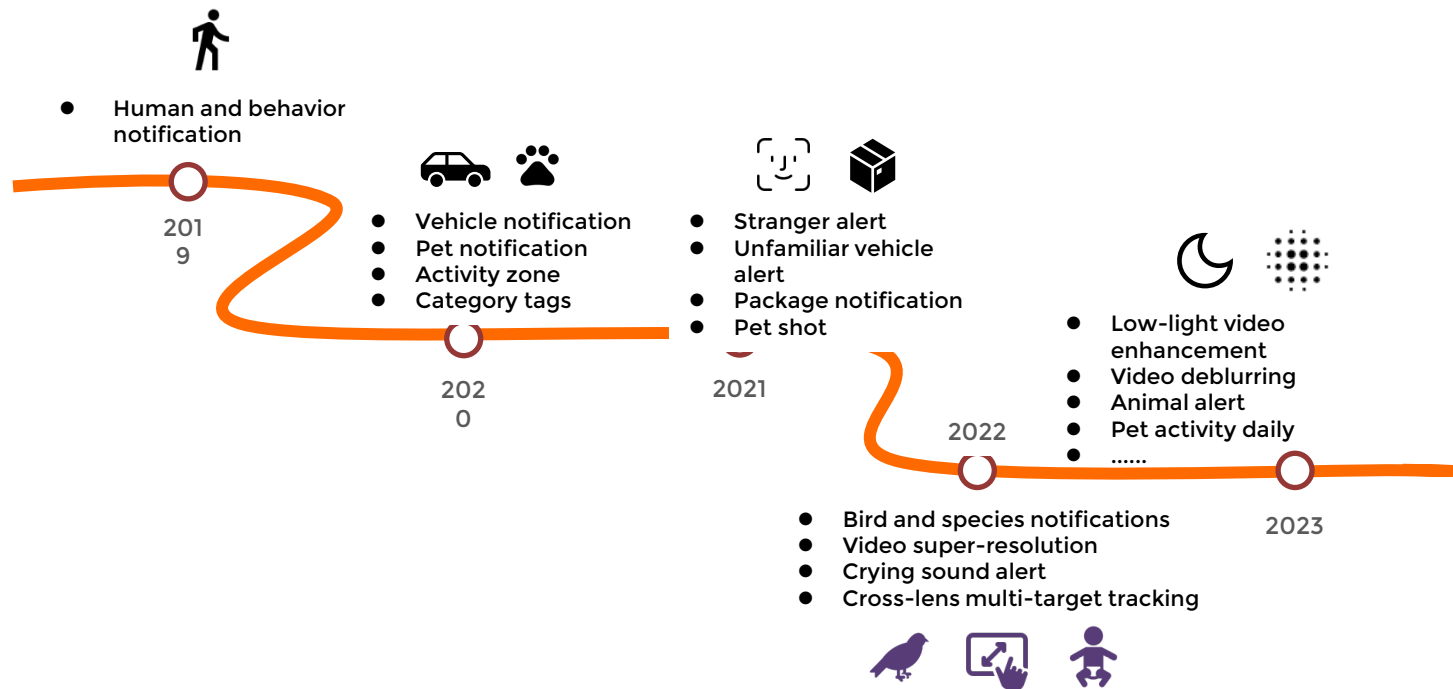 ● Human and behavior
notification
201
9
● Vehicle notification
● Pet notification
● Activity zone
● Category tags
202
0
● Stranger alert
● Unfamiliar vehicle
alert
● Package notification
● Pet shot
2021
2022
● Bird and species notifications
● Video super-resolution
● Crying sound alert
● Cross-lens multi-target tracking
● Low-light video
enhancement
● Video deblurring
● Animal alert
● Pet activity daily
● ......
2023